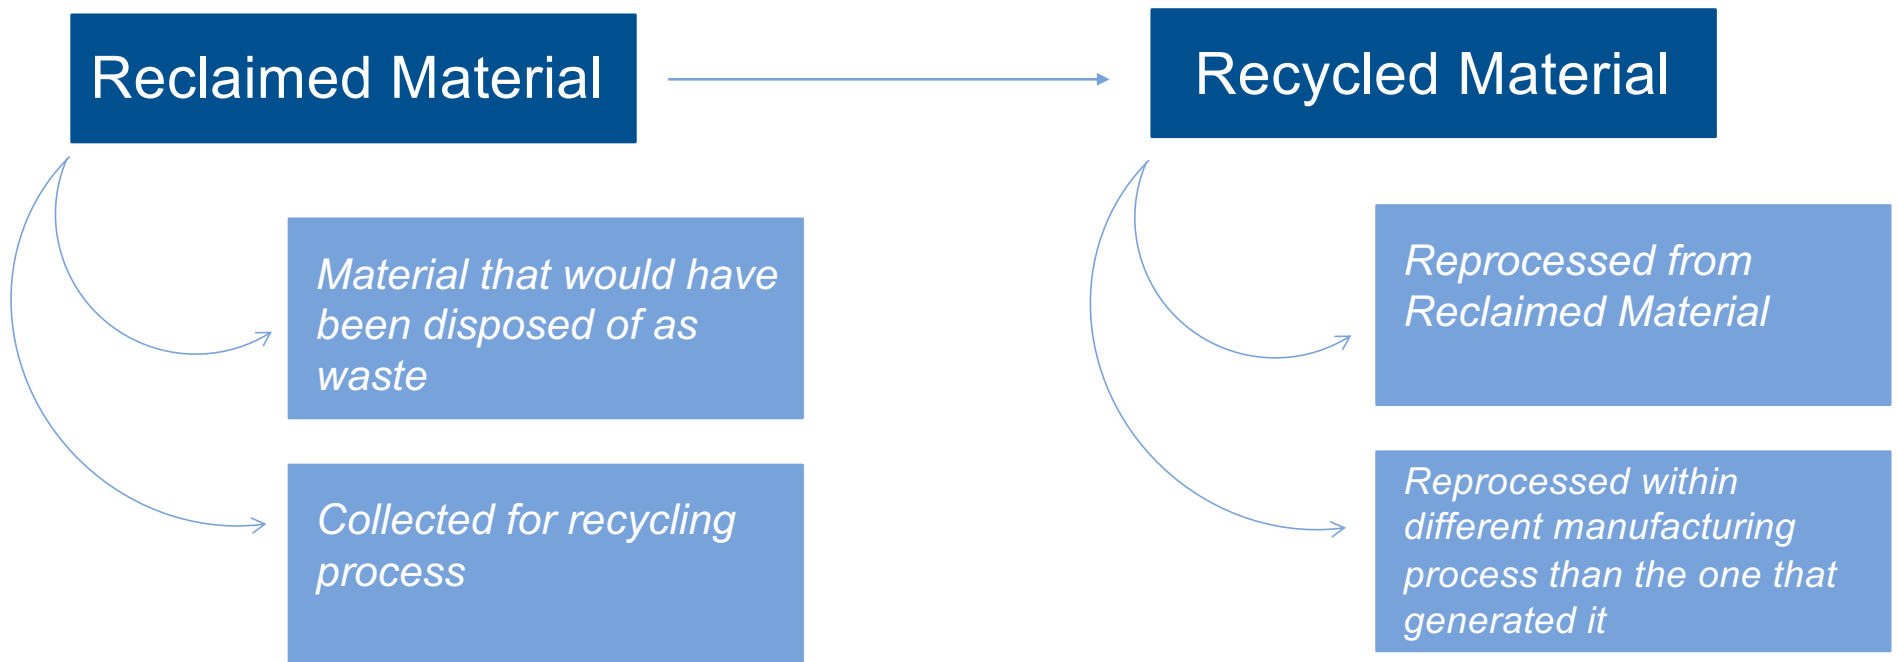 Reclaimed Material
Recycled Material
Material that would have
been disposed of as
waste
Collected for recycling
process
Reprocessed from
Reclaimed Material
Reprocessed within
different manufacturing
process than the one that
generated it